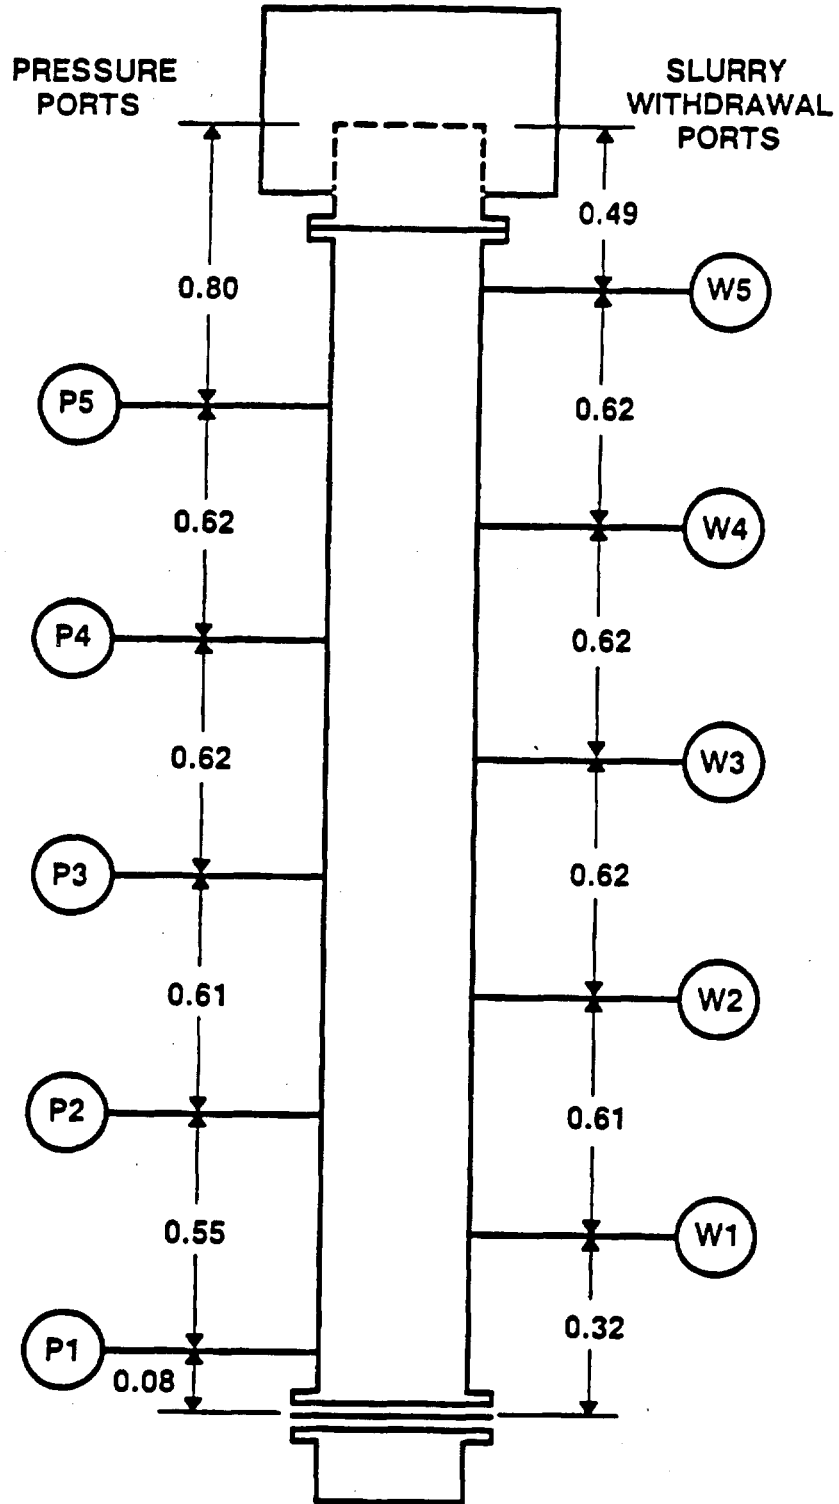 PRESSURE
PORTS
SLURRY
WITHDRAWAL
PORTS
0.49
0.80
W5
P5
0.62
0.62
W4
P4
0.62
0.62
W3
P3
0.62
0.61
W2
P2
0.61
0.55
W1
P1
0.32
0.08